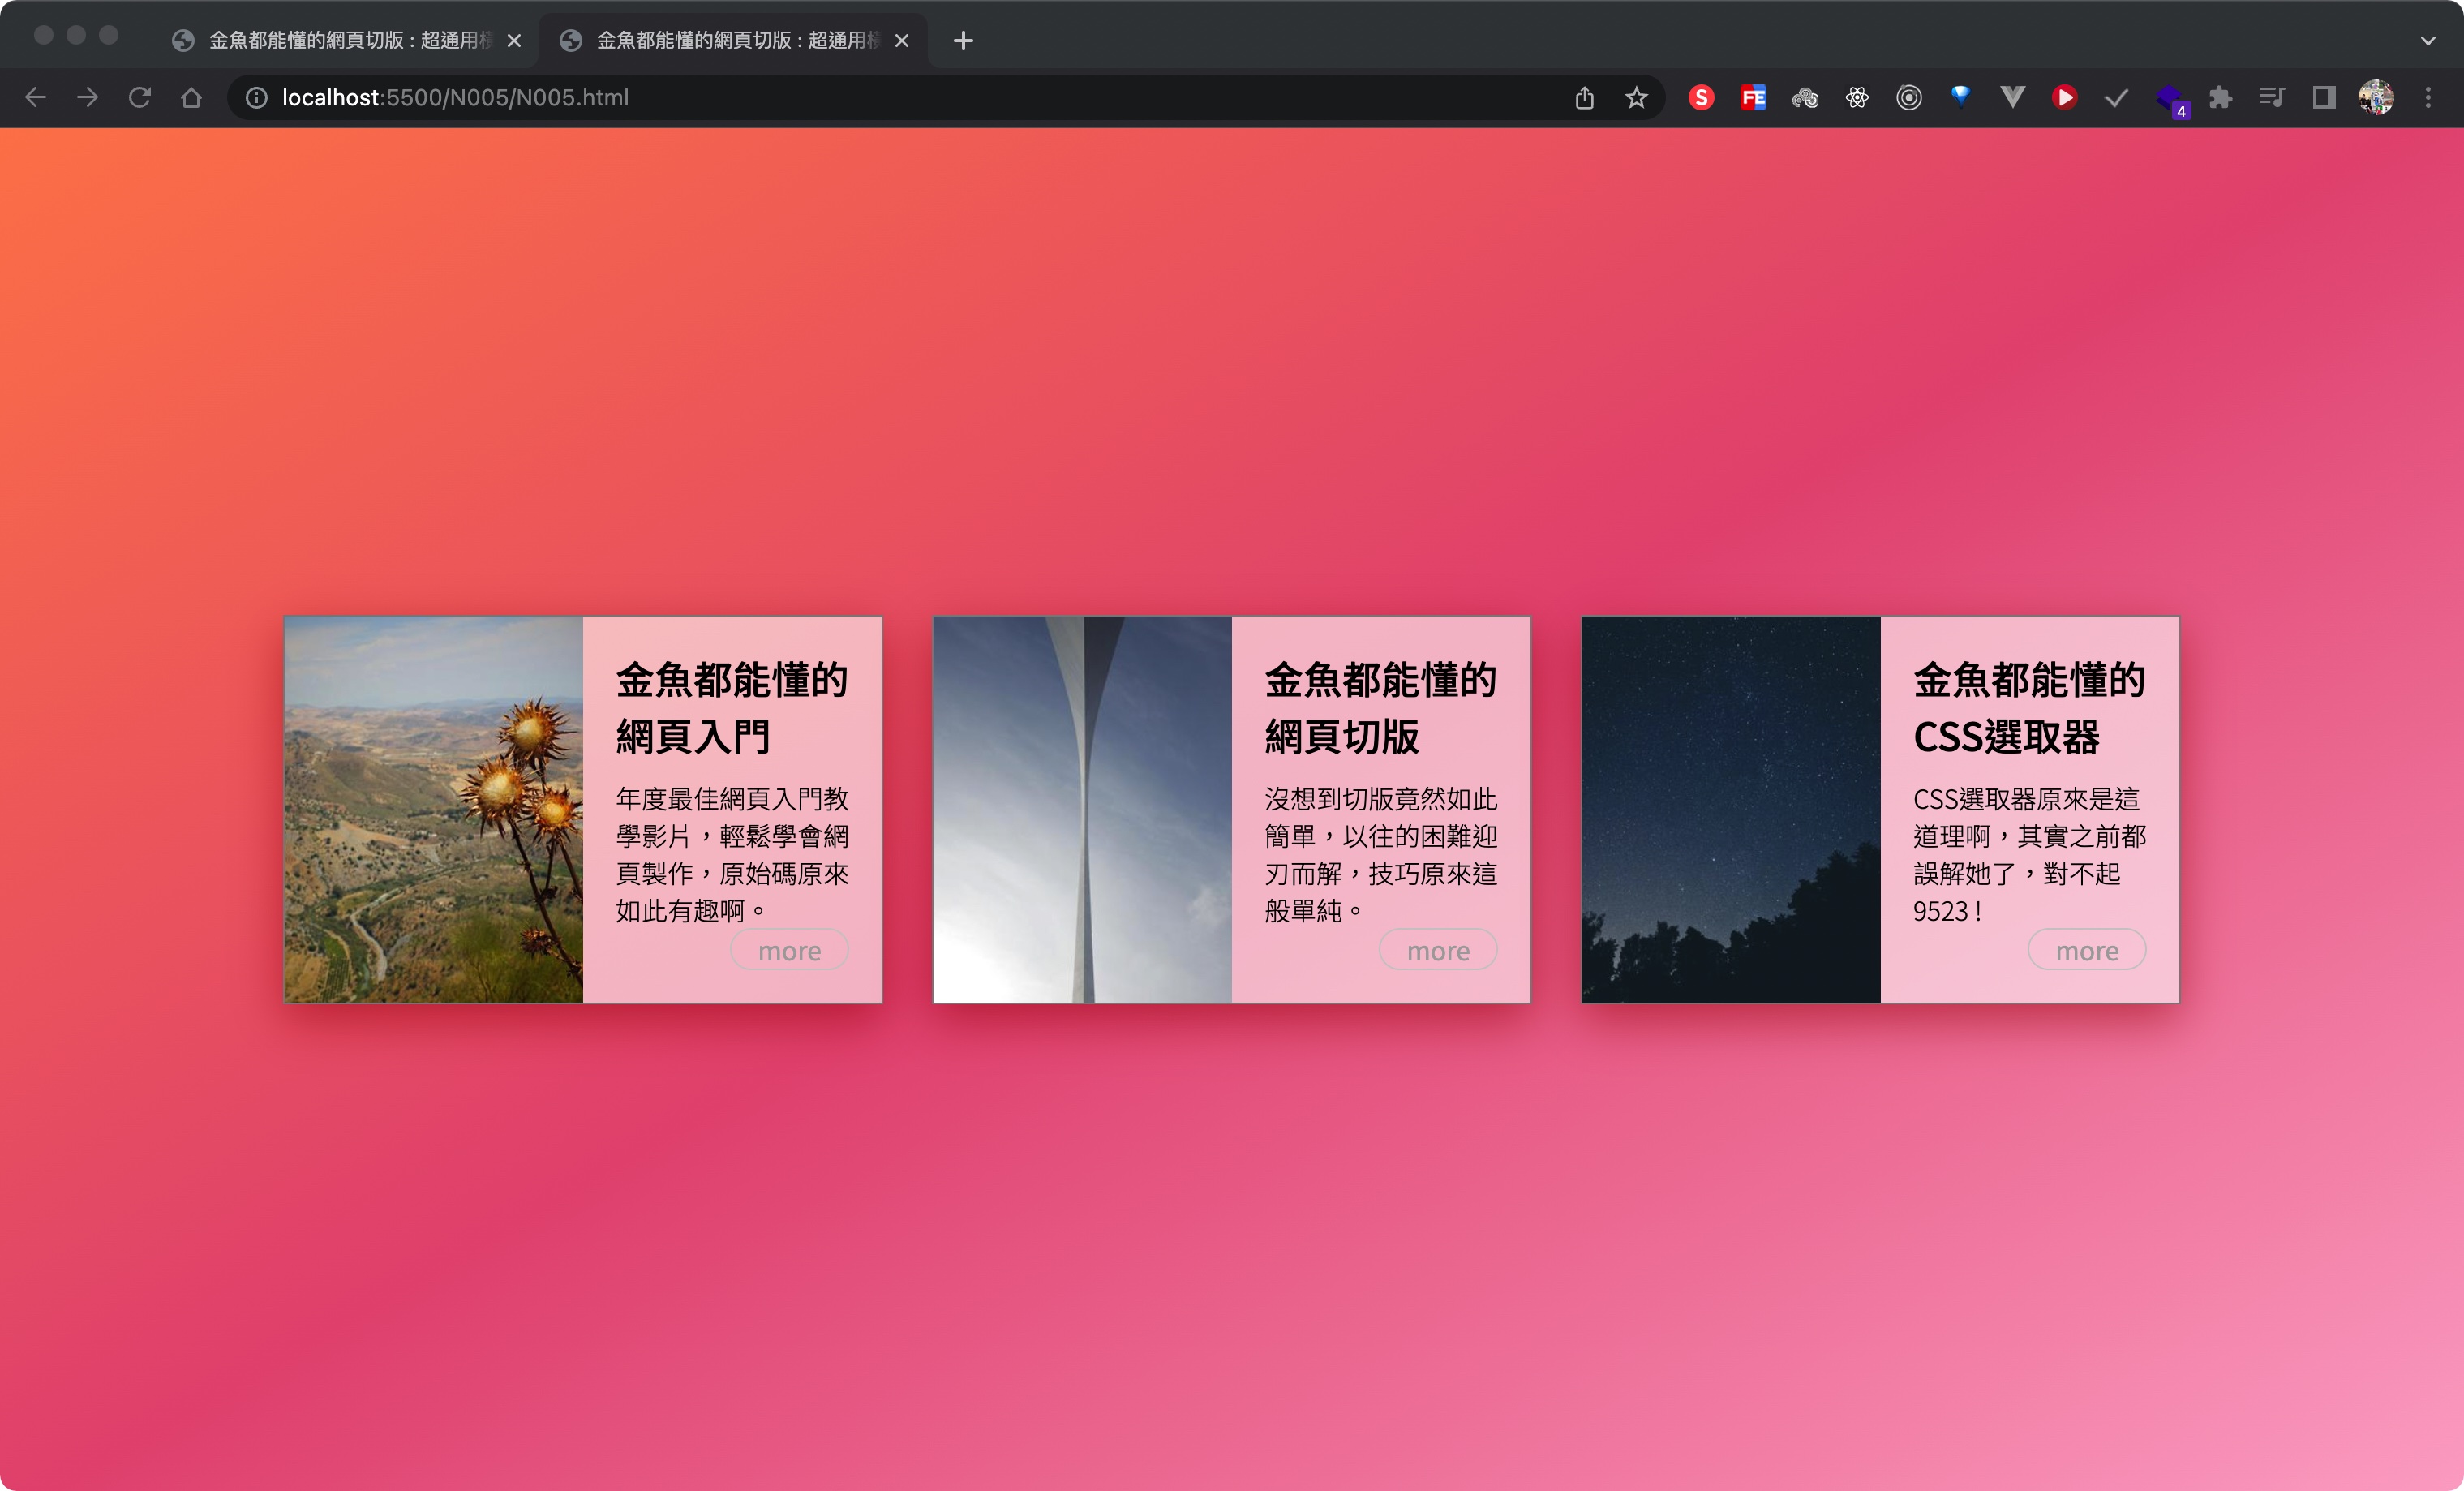 金魚都能懂的網頁切版：超通用
金魚都能懂的網頁切版：超通用
localhost:5500/N005/N005.html
S
FE
4
金魚都能懂的
網頁入門
年度最佳網頁入門教
學影片，輕鬆學會網
頁製作，原始碼原來
如此有趣啊。
more
金魚都能懂的
網頁切版
沒想到切版竟然如此
簡單，以往的困難迎
刃而解，技巧原來這
般單純。
more
金魚都能懂的
CSS選取器
CSS選取器原來是這
道理啊，其實之前都
誤解她了，對不起
9523！
more